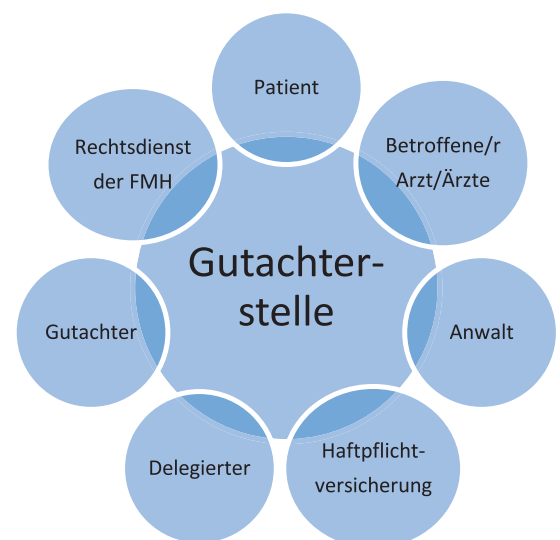 Patient
Betroffene/r
Arzt/Ärzte
Anwalt
Haftpflicht-
versicherung
Delegierter
Gutachter
Rechtsdienst
der FMH
Gutachter-
stelle